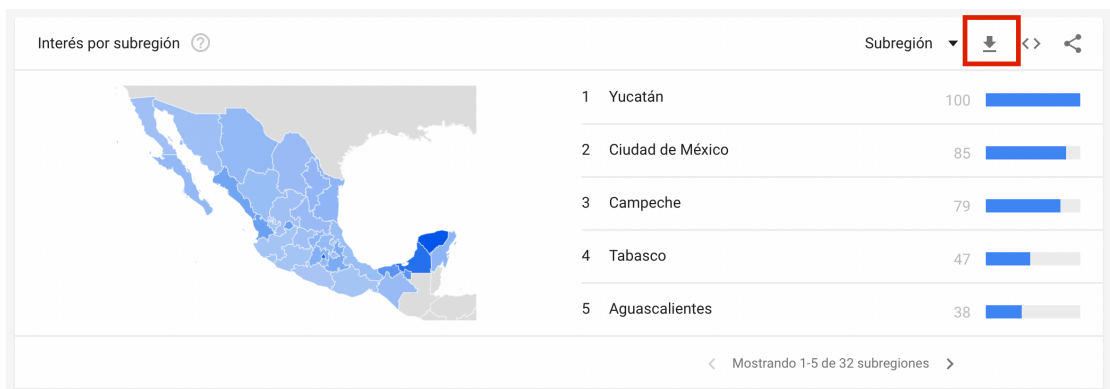 Interés por subregión ?
Subregión
1 Yucatán 100
2 Ciudad de México 85
3 Campeche 79
4 Tabasco 47
5 Aguascalientes 38
Mostrando 1-5 de 32 subregiones